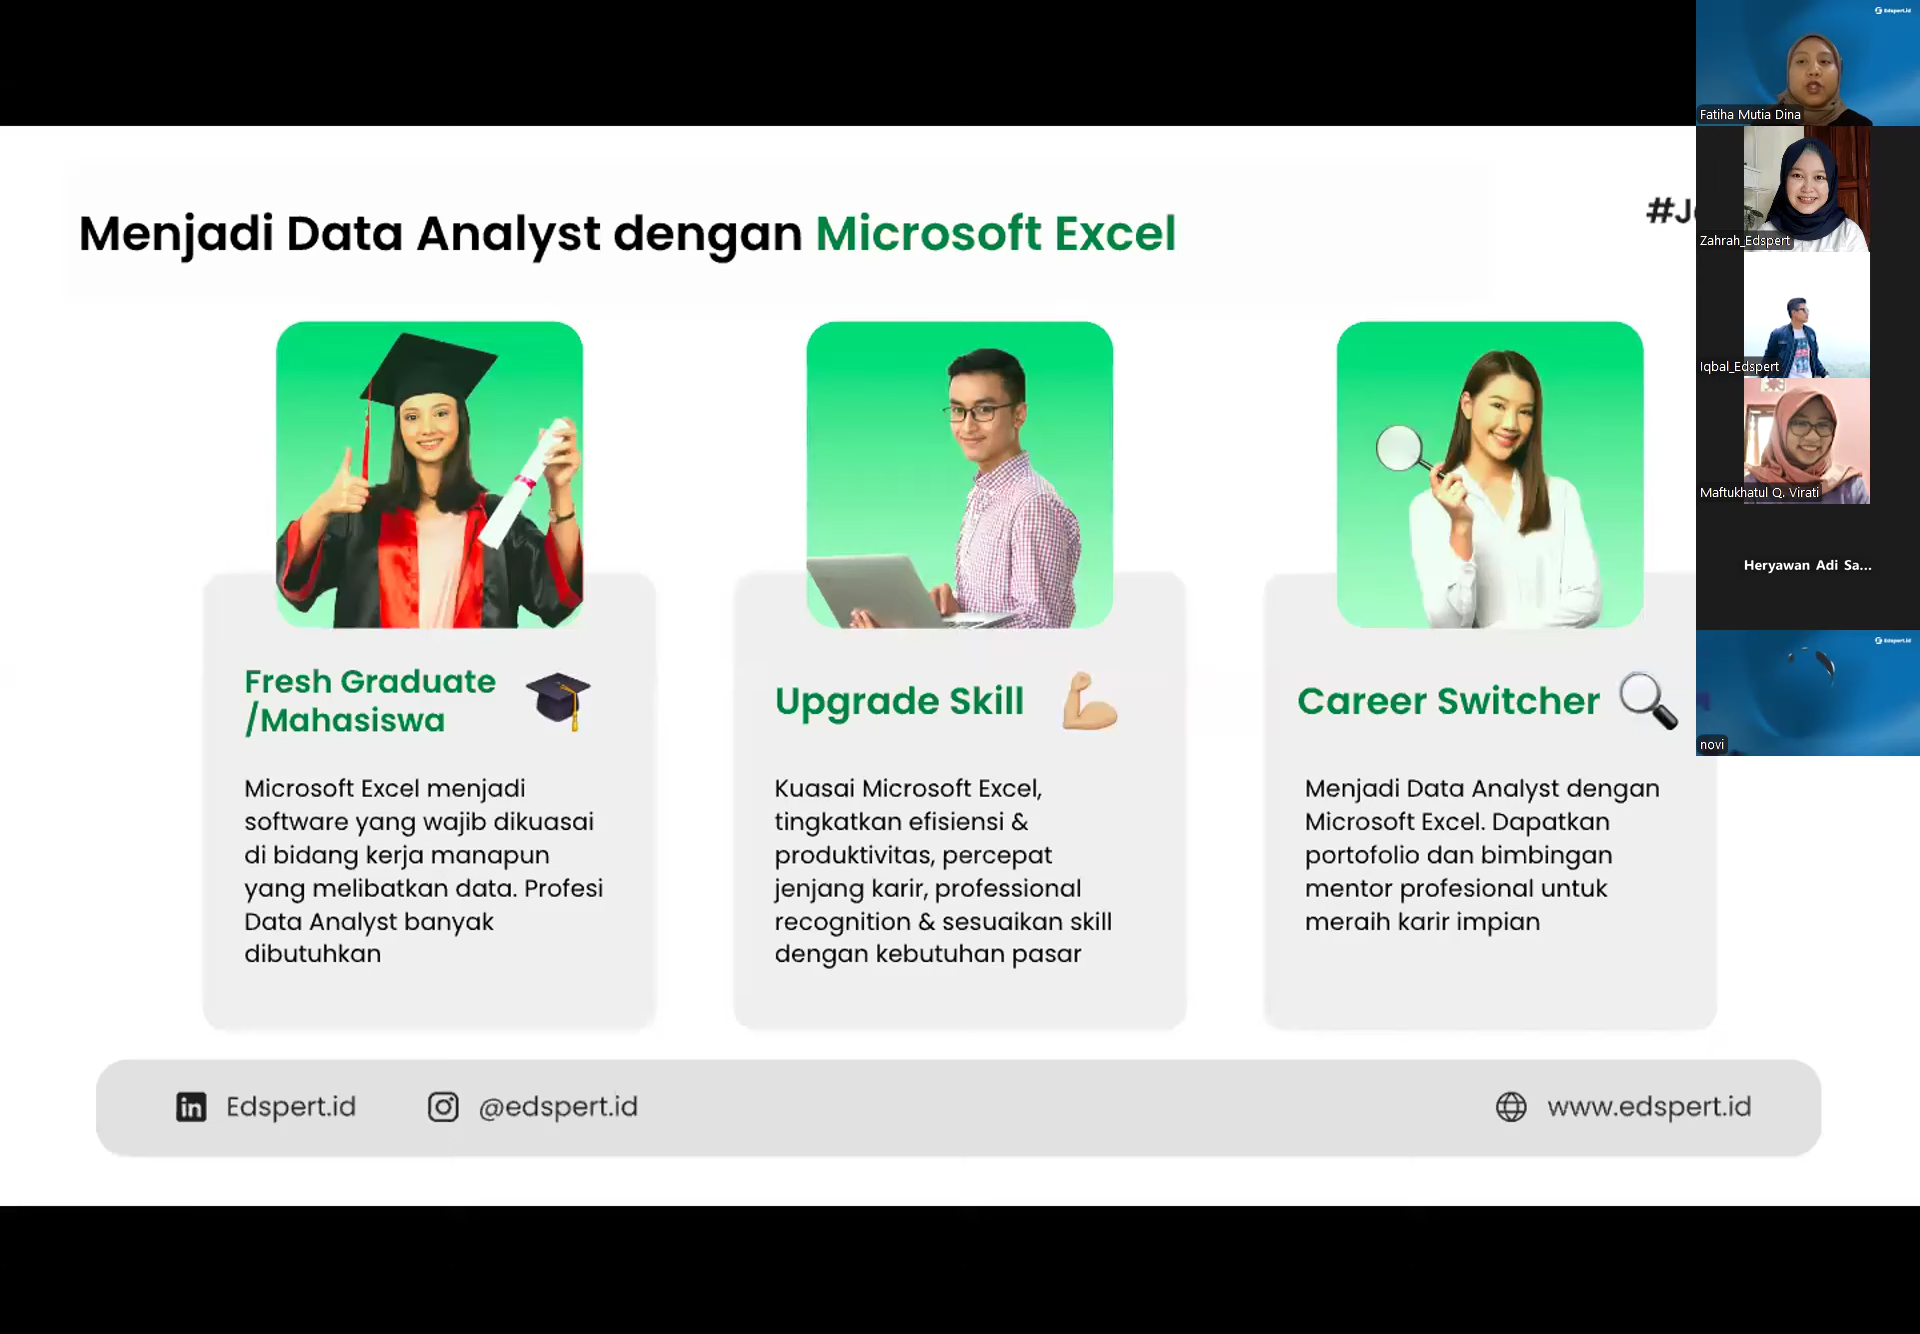 Menjadi Data Analyst dengan Microsoft Excel
Fresh Graduate
/Mahasiswa
Microsoft Excel menjadi
software yang wajib dikuasai
di bidang kerja manapun
yang melibatkan data. Profesi
Data Analyst banyak
dibutuhkan
Upgrade Skill
Kuasai Microsoft Excel,
tingkatkan efisiensi &
produktivitas, percepat
jenjang karir, professional
recognition & sesuaikan skill
dengan kebutuhan pasar
Career Switcher
Menjadi Data Analyst dengan
Microsoft Excel. Dapatkan
portofolio dan bimbingan
mentor profesional untuk
meraih karir impian
Edspert.id
@edspert.id
www.edspert.id
Edspert.id
Fatiha Mutia Dina
Zahrah_Edspert
Iqbal_Edspert
Maftukhatul Q. Virati
Heryawan Adi Sa...
Edspert.id
novi